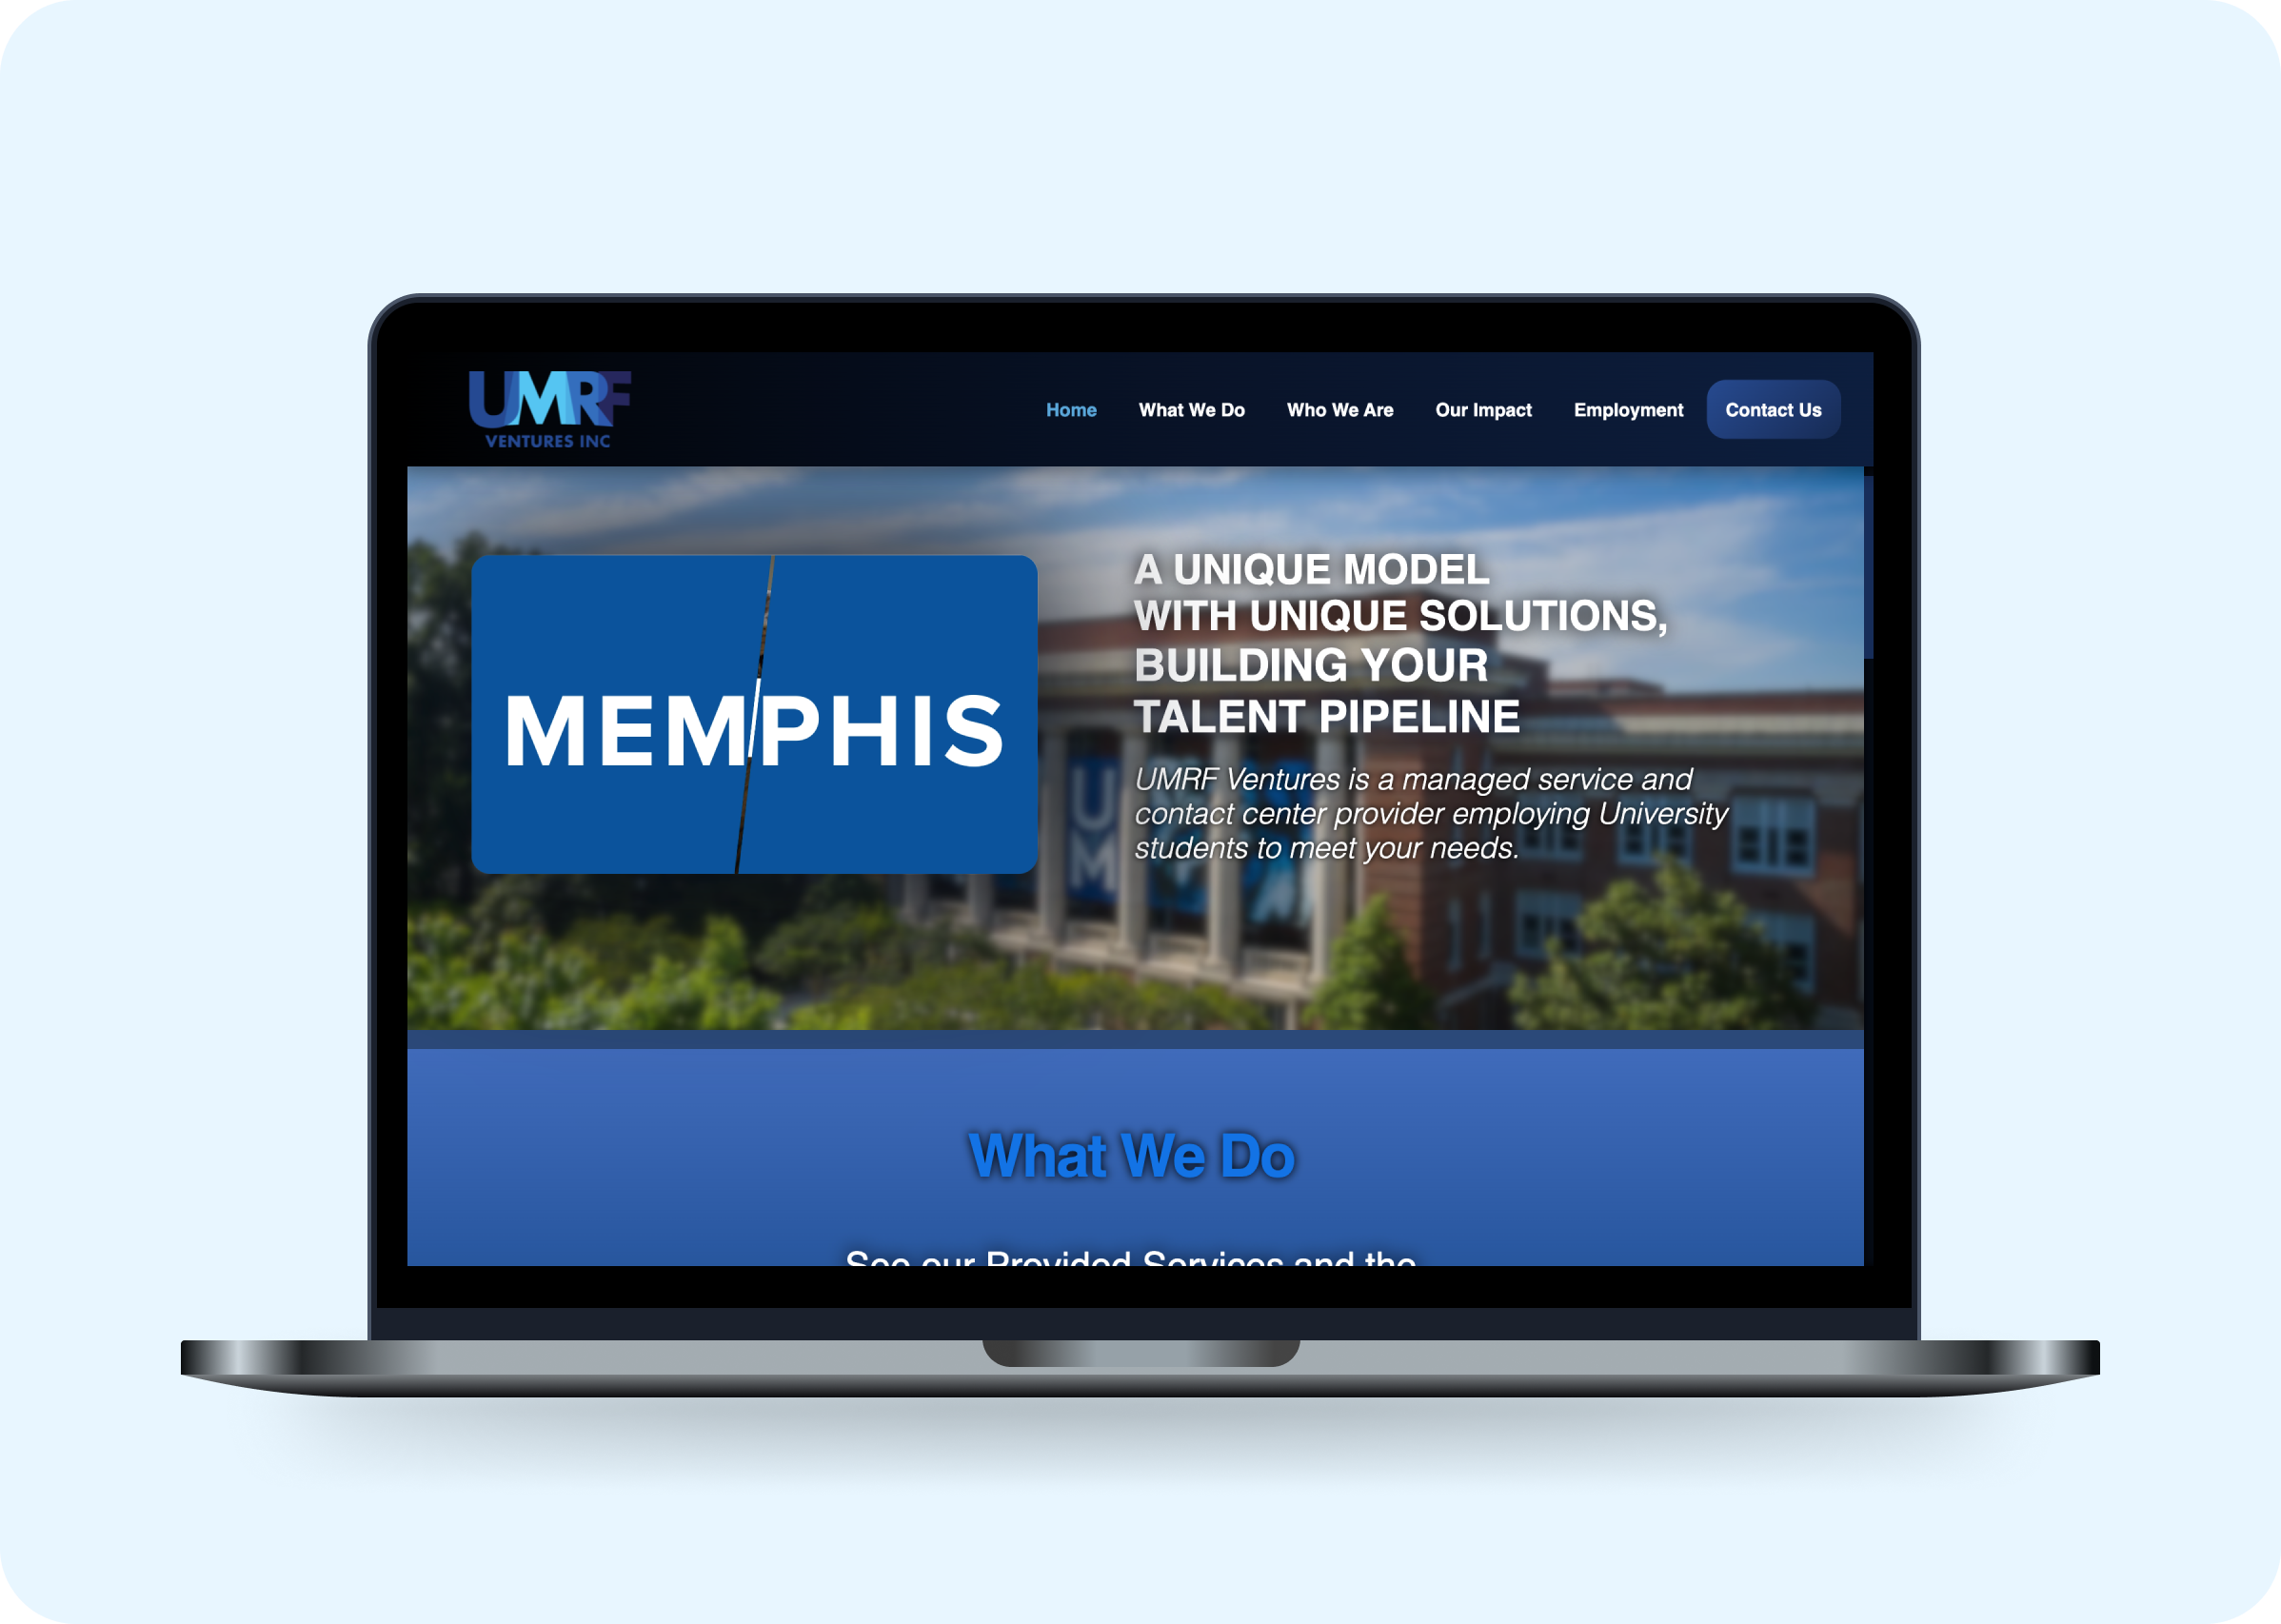 UMRF
VENTURES INC
Home
What We Do
Who We Are
Our Impact
Employment
Contact Us
MEMPHIS
A UNIQUE MODEL
WITH UNIQUE SOLUTIONS,
BUILDING YOUR
TALENT PIPELINE
UMRF Ventures is a managed service and
contact center provider employing University
students to meet your needs.
U
M
What We Do
See our Provided Services and the